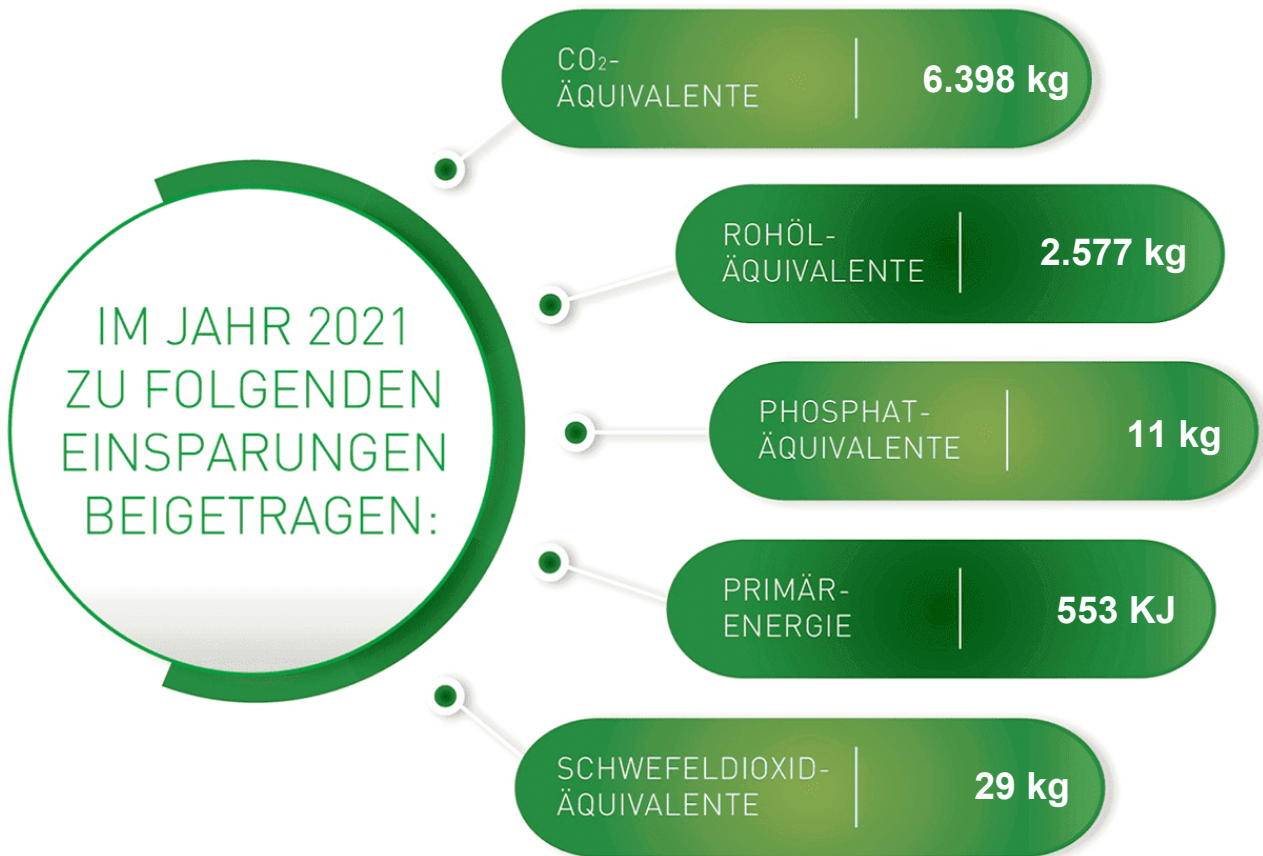 IM JAHR 2021
ZU FOLGENDEN
EINSPARUNGEN
BEIGETRAGEN:
CO₂-
ÄQUIVALENTE
6.398 kg
ROHÖL-
ÄQUIVALENTE
2.577 kg
PHOSPHAT-
ÄQUIVALENTE
11 kg
PRIMÄR-
ENERGIE
553 KJ
SCHWEFELDIOXID-
ÄQUIVALENTE
29 kg